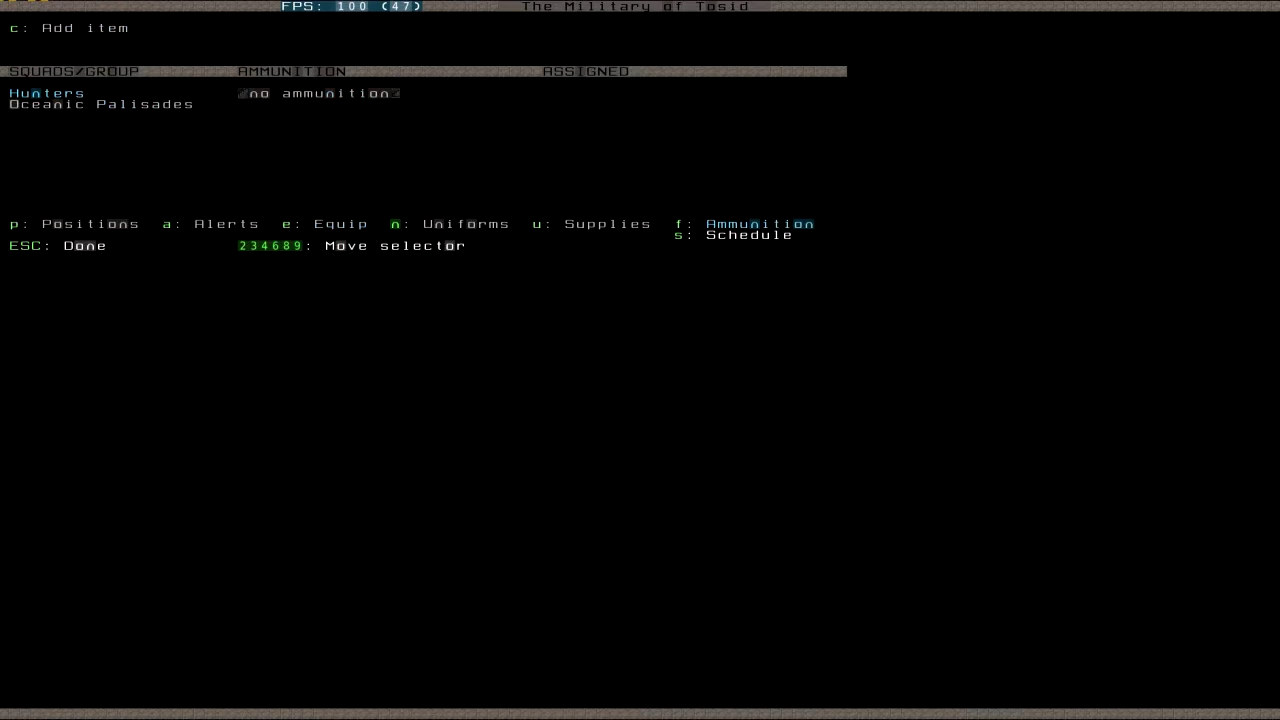 FPS: 100 (47) The Military of Tosid
c: Add item
SQUADS/GROUP AMMUNITION ASSIGNED
Hunters no ammunition
Oceanic Palisades
p: Positions a: Alerts e: Equip n: Uniforms u: Supplies f: Ammunition
s: Schedule
ESC: Done 234689: Move selector